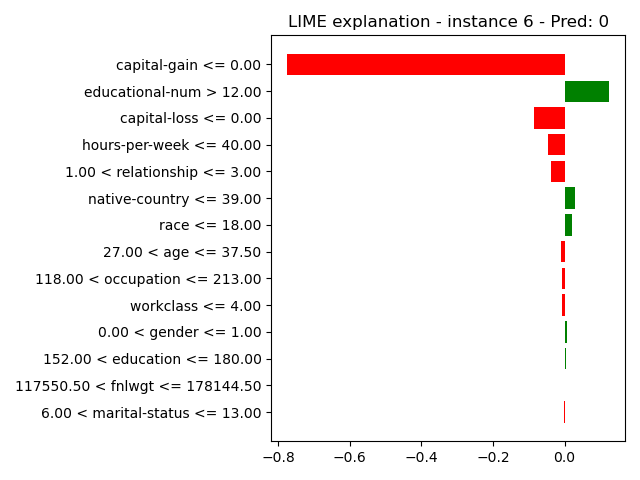 LIME explanation - instance 6 - Pred: 0
capital-gain <= 0.00
educational-num > 12.00
capital-loss <= 0.00
hours-per-week <= 40.00
1.00 < relationship <= 3.00
native-country <= 39.00
race <= 18.00
27.00 < age <= 37.50
118.00 < occupation <= 213.00
workclass <= 4.00
0.00 < gender <= 1.00
152.00 < education <= 180.00
117550.50 < fnlwgt <= 178144.50
6.00 < marital-status <= 13.00
−0.8 −0.6 −0.4 −0.2 0.0